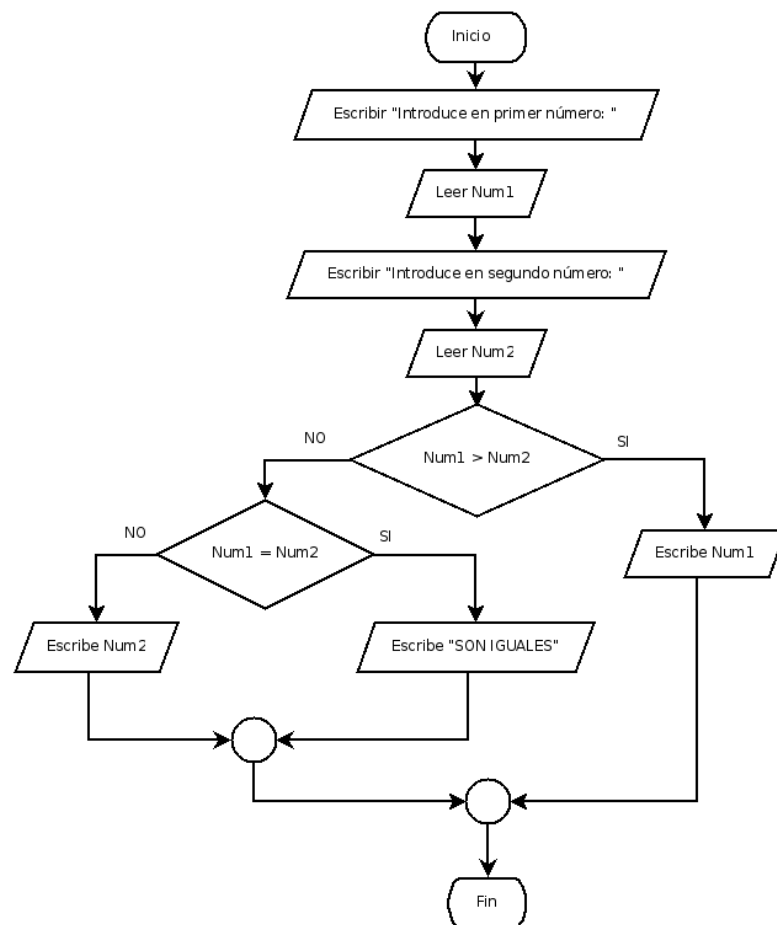 Inicio
Escribir "Introduce en primer número: "
Leer Num1
Escribir "Introduce en segundo número: "
Leer Num2
Num1 > Num2
NO
SI
Num1 = Num2
NO
SI
Escribe Num1
Escribe Num2
Escribe "SON IGUALES"
Fin